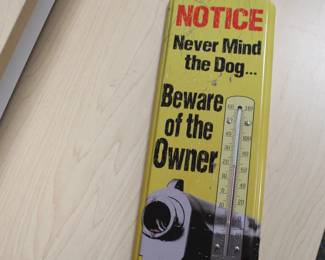 NOTICE
Never Mind
the Dog...
Beware
of the
Owner